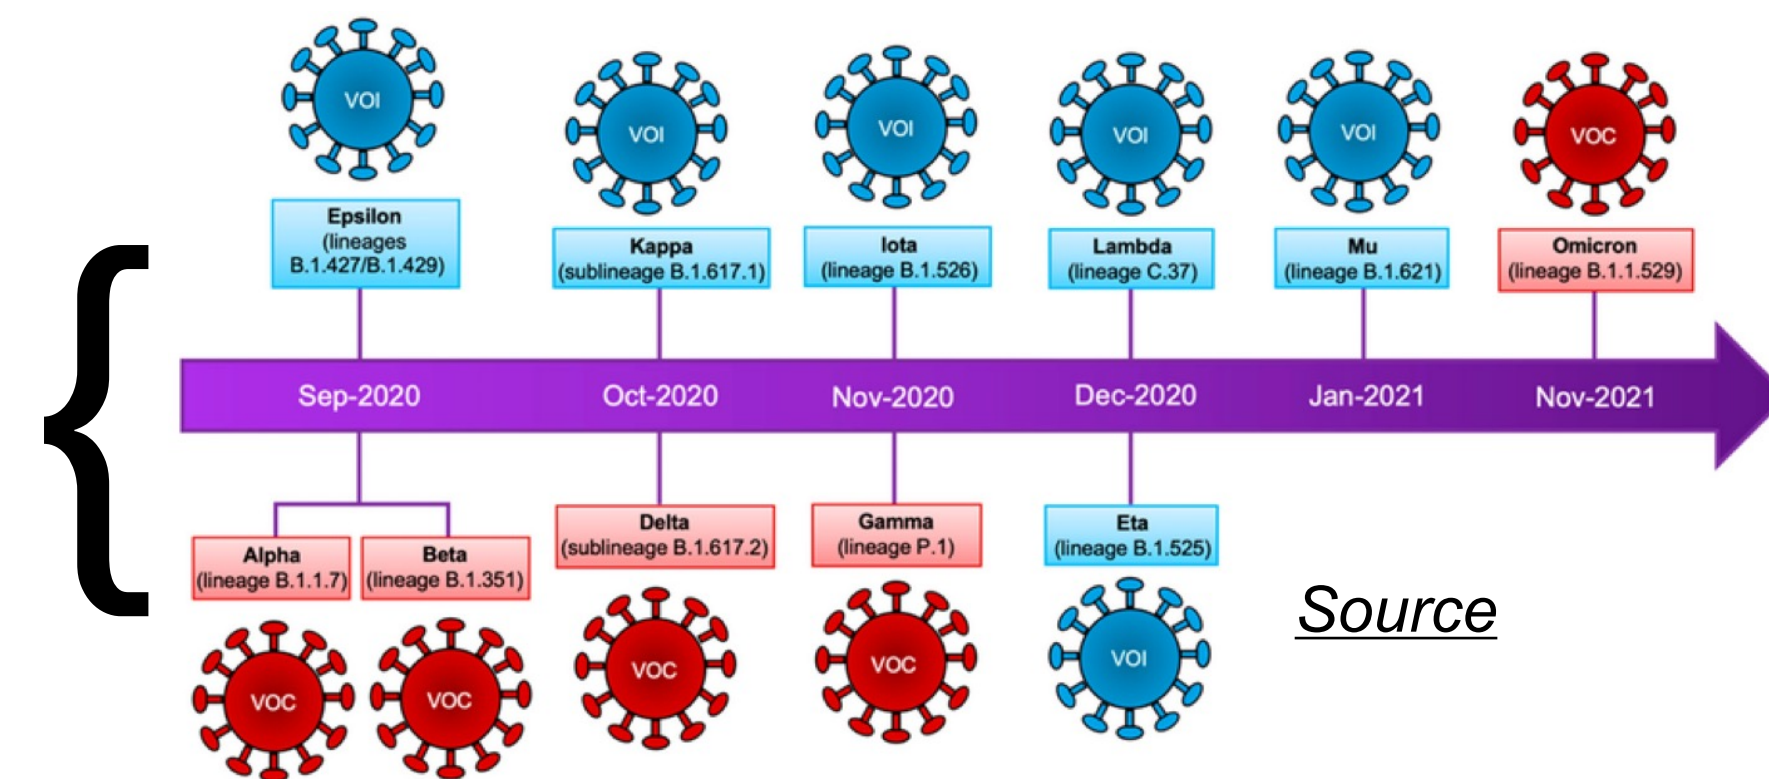 VOI
VOI
VOI
VOI
VOI
VOC
Epsilon
(lineages
B.1.427/B.1.429)
Kappa
(sublineage B.1.617.1)
Iota
(lineage B.1.526)
Lambda
(lineage C.37)
Mu
(lineage B.1.621)
Omicron
(lineage B.1.1.529)
{
Sep-2020
Oct-2020
Nov-2020
Dec-2020
Jan-2021
Nov-2021
Alpha
(lineage B.1.1.7)
Beta
(lineage B.1.351)
Delta
(sublineage B.1.617.2)
Gamma
(lineage P.1)
Eta
(lineage B.1.525)
Source
VOC
VOC
VOC
VOC
VOI